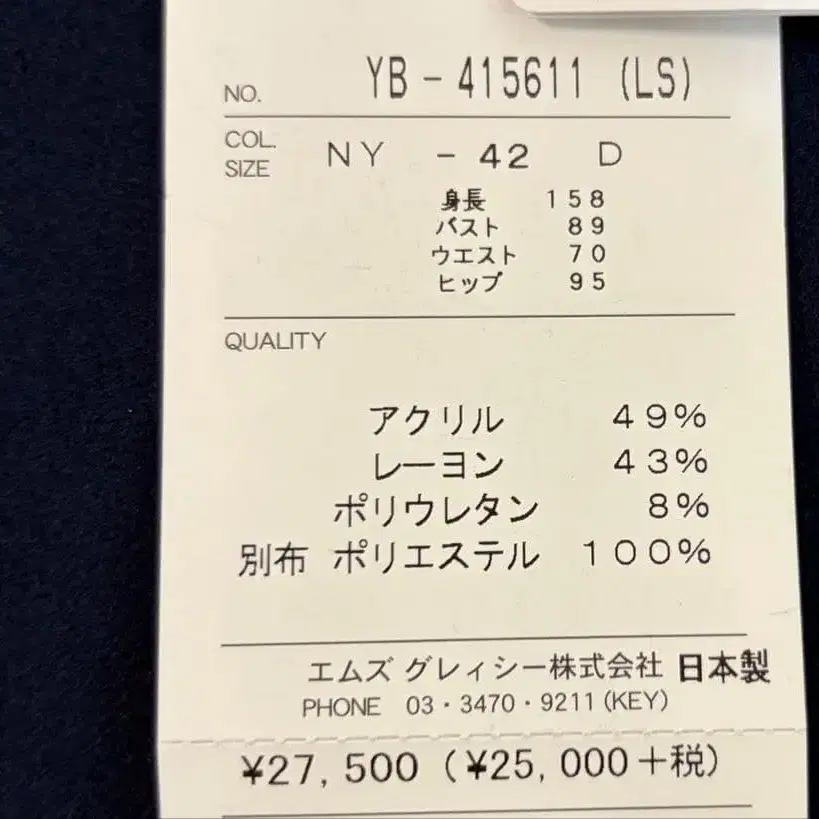 NO. YB-415611 (LS)
COL.
SIZE NY -42 D
身長 158
バスト 89
ウエスト 70
ヒップ 95
QUALITY
アクリル 49%
レーヨン 43%
ポリウレタン 8%
別布 ポリエステル 100%
エムズ グレィシー株式会社 日本製
PHONE 03・3470・9211(KEY)
¥27,500 (¥25,000+税)